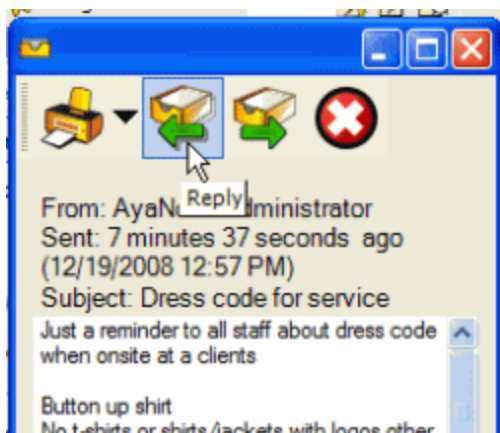 Reply
From: AyaN dministrator
Sent: 7 minutes 37 seconds ago
(12/19/2008 12:57 PM)
Subject: Dress code for service
Just a reminder to all staff about dress code
when onsite at a clients
Button up shirt
No t-shirts or shirts/jackets with logos other